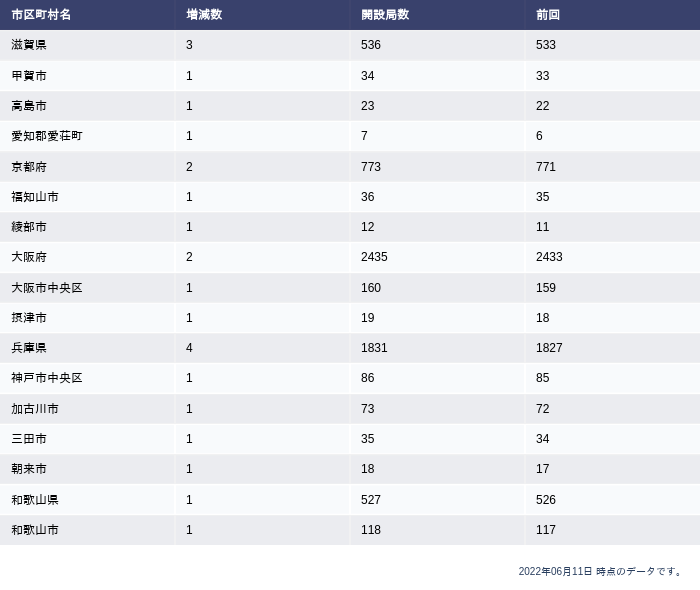 市区町村名 増減数 開設局数 前回
滋賀県 3 536 533
甲賀市 1 34 33
高島市 1 23 22
愛知郡愛荘町 1 7 6
京都府 2 773 771
福知山市 1 36 35
綾部市 1 12 11
大阪府 2 2435 2433
大阪市中央区 1 160 159
摂津市 1 19 18
兵庫県 4 1831 1827
神戸市中央区 1 86 85
加古川市 1 73 72
三田市 1 35 34
朝来市 1 18 17
和歌山県 1 527 526
和歌山市 1 118 117
2022年06月11日 時点のデータです。